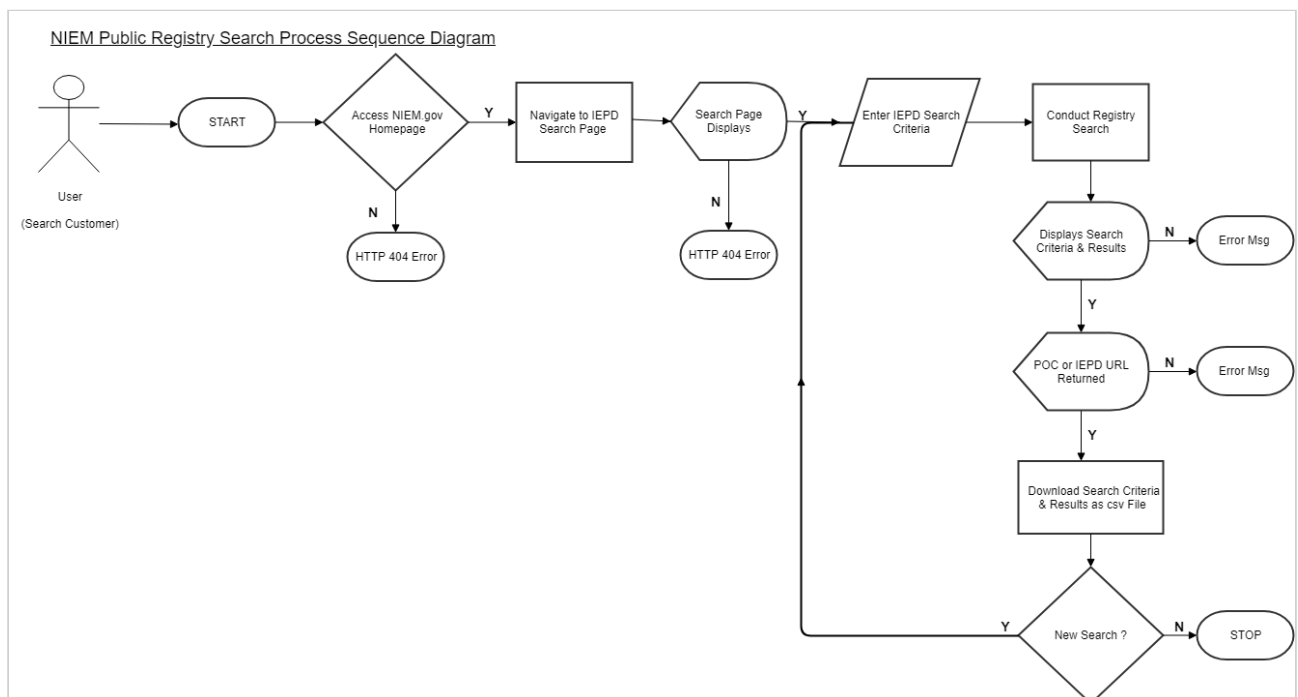 NIEM Public Registry Search Process Sequence Diagram
User
(Search Customer)
START
Access NIEM.gov
Homepage
Y
N
HTTP 404 Error
Navigate to IEPD
Search Page
Search Page
Displays
Y
N
HTTP 404 Error
Enter IEPD Search
Criteria
Conduct Registry
Search
Displays Search
Criteria & Results
N
Error Msg
Y
POC or IEPD URL
Returned
N
Error Msg
Y
Download Search Criteria
& Results as csv File
New Search ?
Y
N
STOP